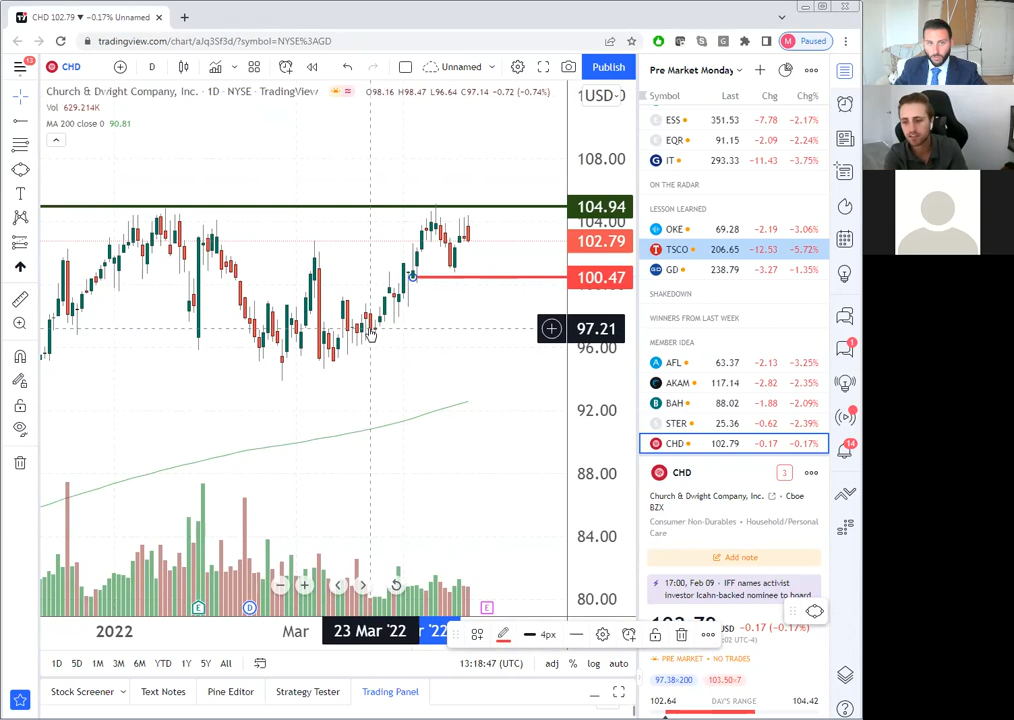 CHD 102.79 ▼ −0.17% Unnamed
tradingview.com/chart/aJq3Sf3d/?symbol=NYSE%3AGD
M Paused
13
CHD D Unnamed Publish
Church & Dwight Company, Inc. · 1D · NYSE · TradingView O98.16 H98.47 L96.64 C97.14 −0.72 (−0.74%)
USD
Vol 629.214K
MA 200 close 0 90.81
108.00
104.94
104.00
102.79
100.47
97.21
96.00
92.00
88.00
84.00
80.00
E D E
2022 Mar 23 Mar '22
4px
1D 5D 1M 3M 6M YTD 1Y 5Y All 13:18:47 (UTC) adj % log auto
Stock Screener Text Notes Pine Editor Strategy Tester Trading Panel
Pre Market Monday
Symbol Last Chg Chg%
ESS 351.53 −7.78 −2.17%
EQR 91.15 −2.09 −2.24%
IT 293.33 −11.43 −3.75%
ON THE RADAR
LESSON LEARNED
OKE 69.28 −2.19 −3.06%
TSCO 206.65 −12.53 −5.72%
GD 238.79 −3.27 −1.35%
SHAKEDOWN
WINNERS FROM LAST WEEK
MEMBER IDEA
AFL 63.37 −2.13 −3.25%
AKAM 117.14 −2.82 −2.35%
BAH 88.02 −1.88 −2.09%
STER 25.36 −0.62 −2.39%
CHD 102.79 −0.17 −0.17%
CHD 3
Church & Dwight Company, Inc. • Cboe
BZX
Consumer Non-Durables • Household/Personal
Care
Add note
17:00, Feb 09 • IFF names activist
investor Icahn-backed nominee to board
−0.17 (−0.17%)
PRE MARKET • NO TRADES
97.38×200 103.50×7
102.64 DAY'S RANGE 104.42
1
14